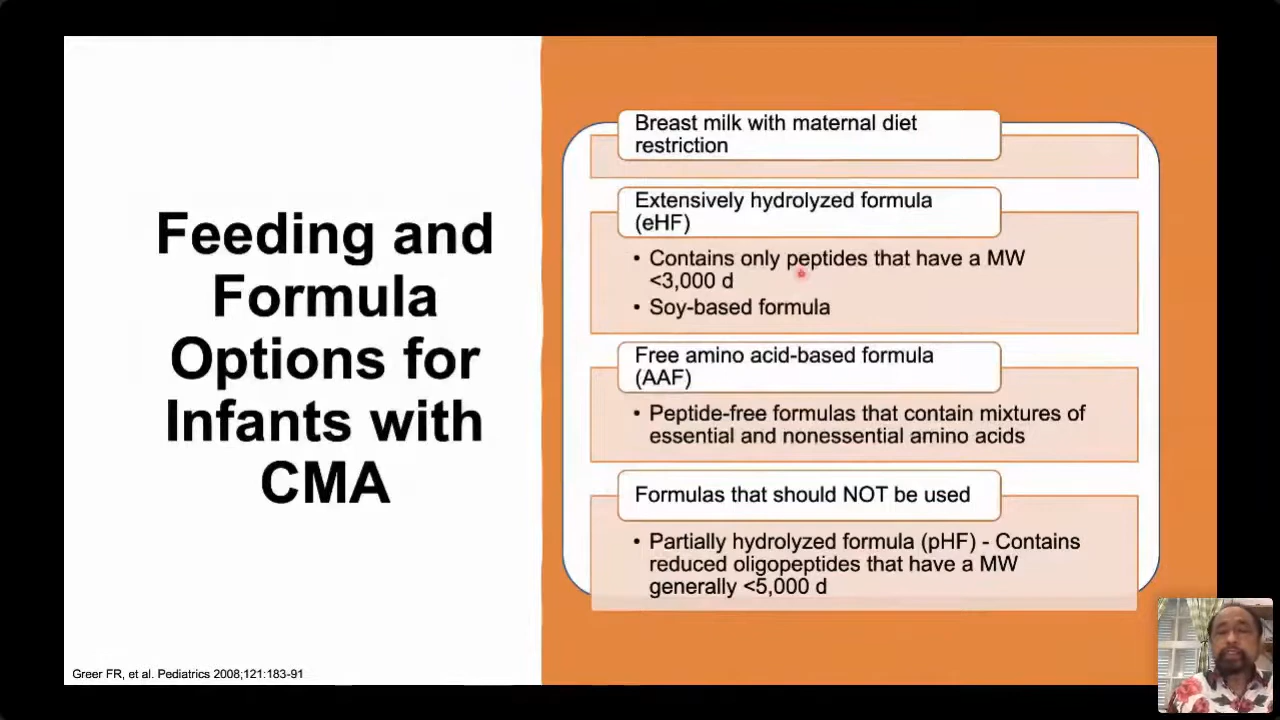 Feeding and
Formula
Options for
Infants with
CMA
Greer FR, et al. Pediatrics 2008;121:183-91
Breast milk with maternal diet
restriction
Extensively hydrolyzed formula
(eHF)
• Contains only peptides that have a MW
<3,000 d
• Soy-based formula
Free amino acid-based formula
(AAF)
• Peptide-free formulas that contain mixtures of
essential and nonessential amino acids
Formulas that should NOT be used
• Partially hydrolyzed formula (pHF) - Contains
reduced oligopeptides that have a MW
generally <5,000 d